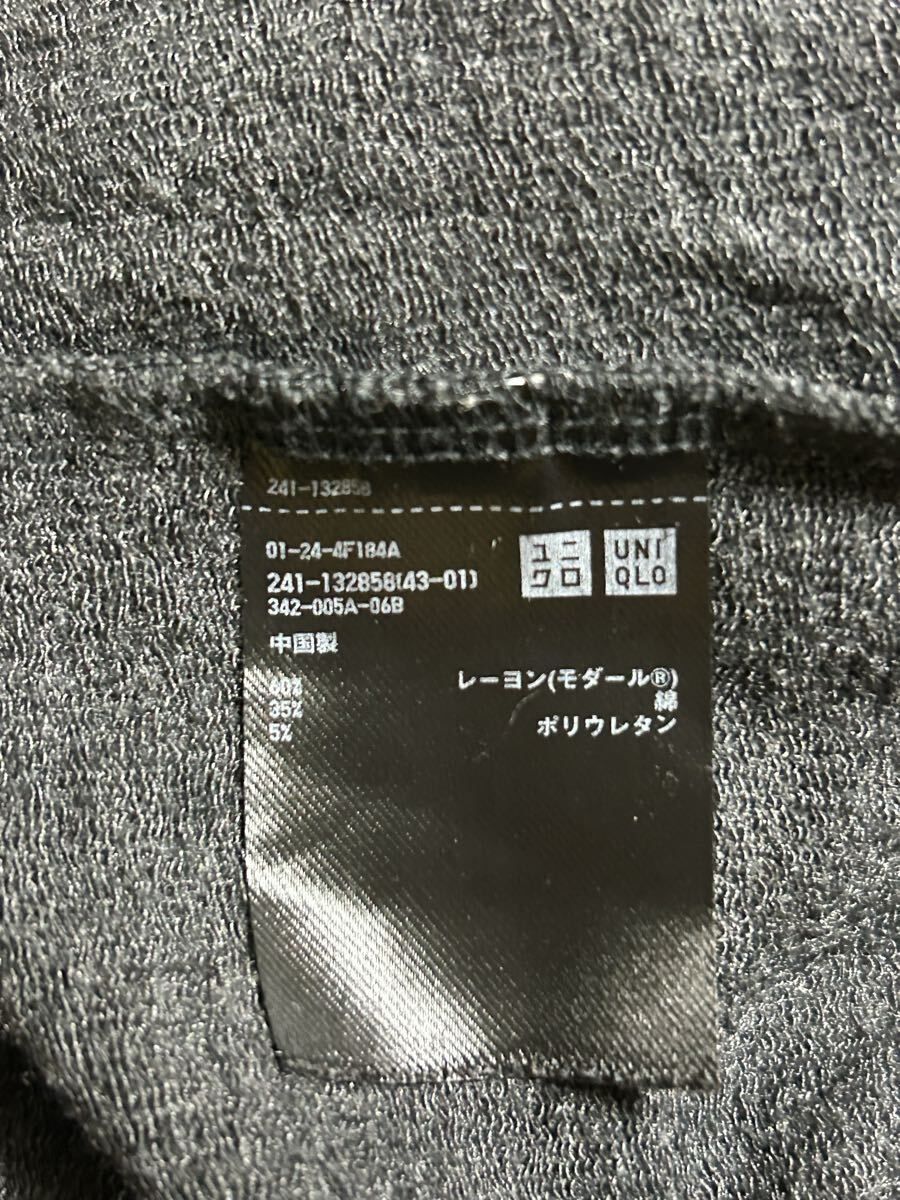 241-132858
01-24-4F184A
241-132858(43-01)
342-005A-06B
ユニ
クロ
UNI
QLO
中国製
60% レーヨン(モダール®)
35% 綿
5% ポリウレタン